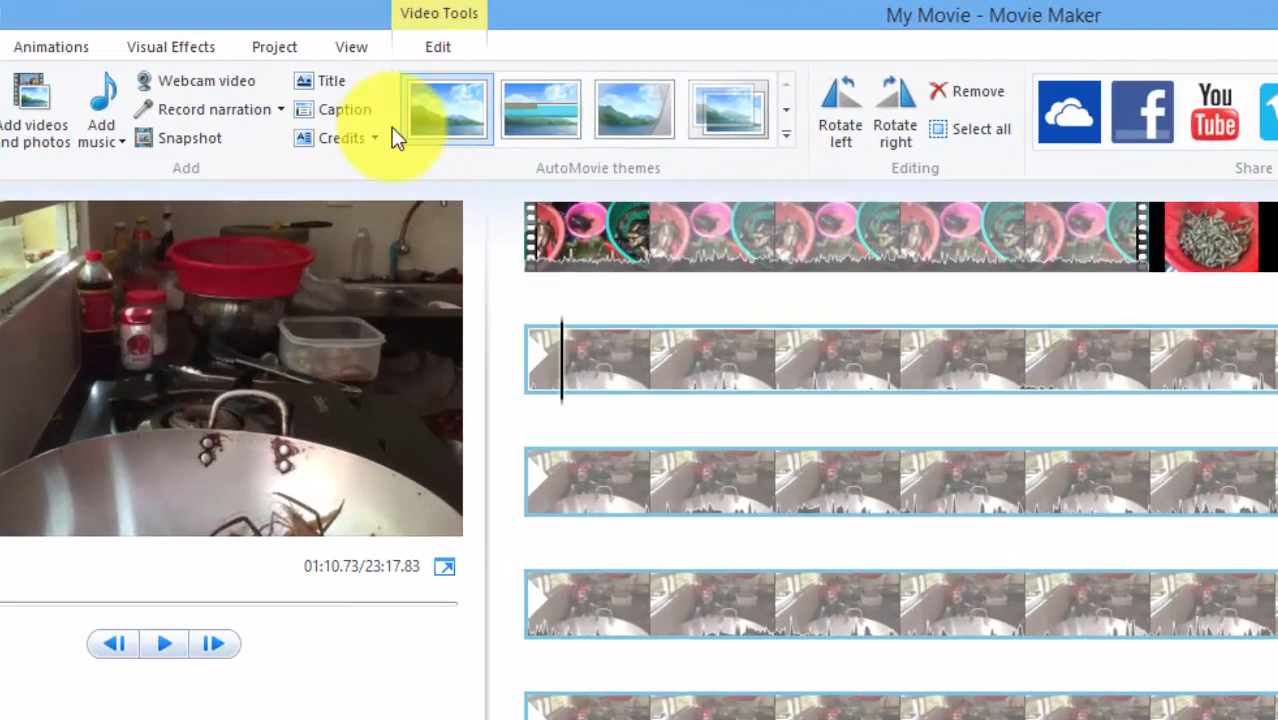 Video Tools
My Movie - Movie Maker
Animations
Visual Effects
Project
View
Edit
Add videos
and photos
Add
music
Webcam video
Record narration
Snapshot
Title
Caption
Credits
Add
AutoMovie themes
Rotate
left
Rotate
right
Remove
Select all
Editing
You
Tube
Share
01:10.73/23:17.83